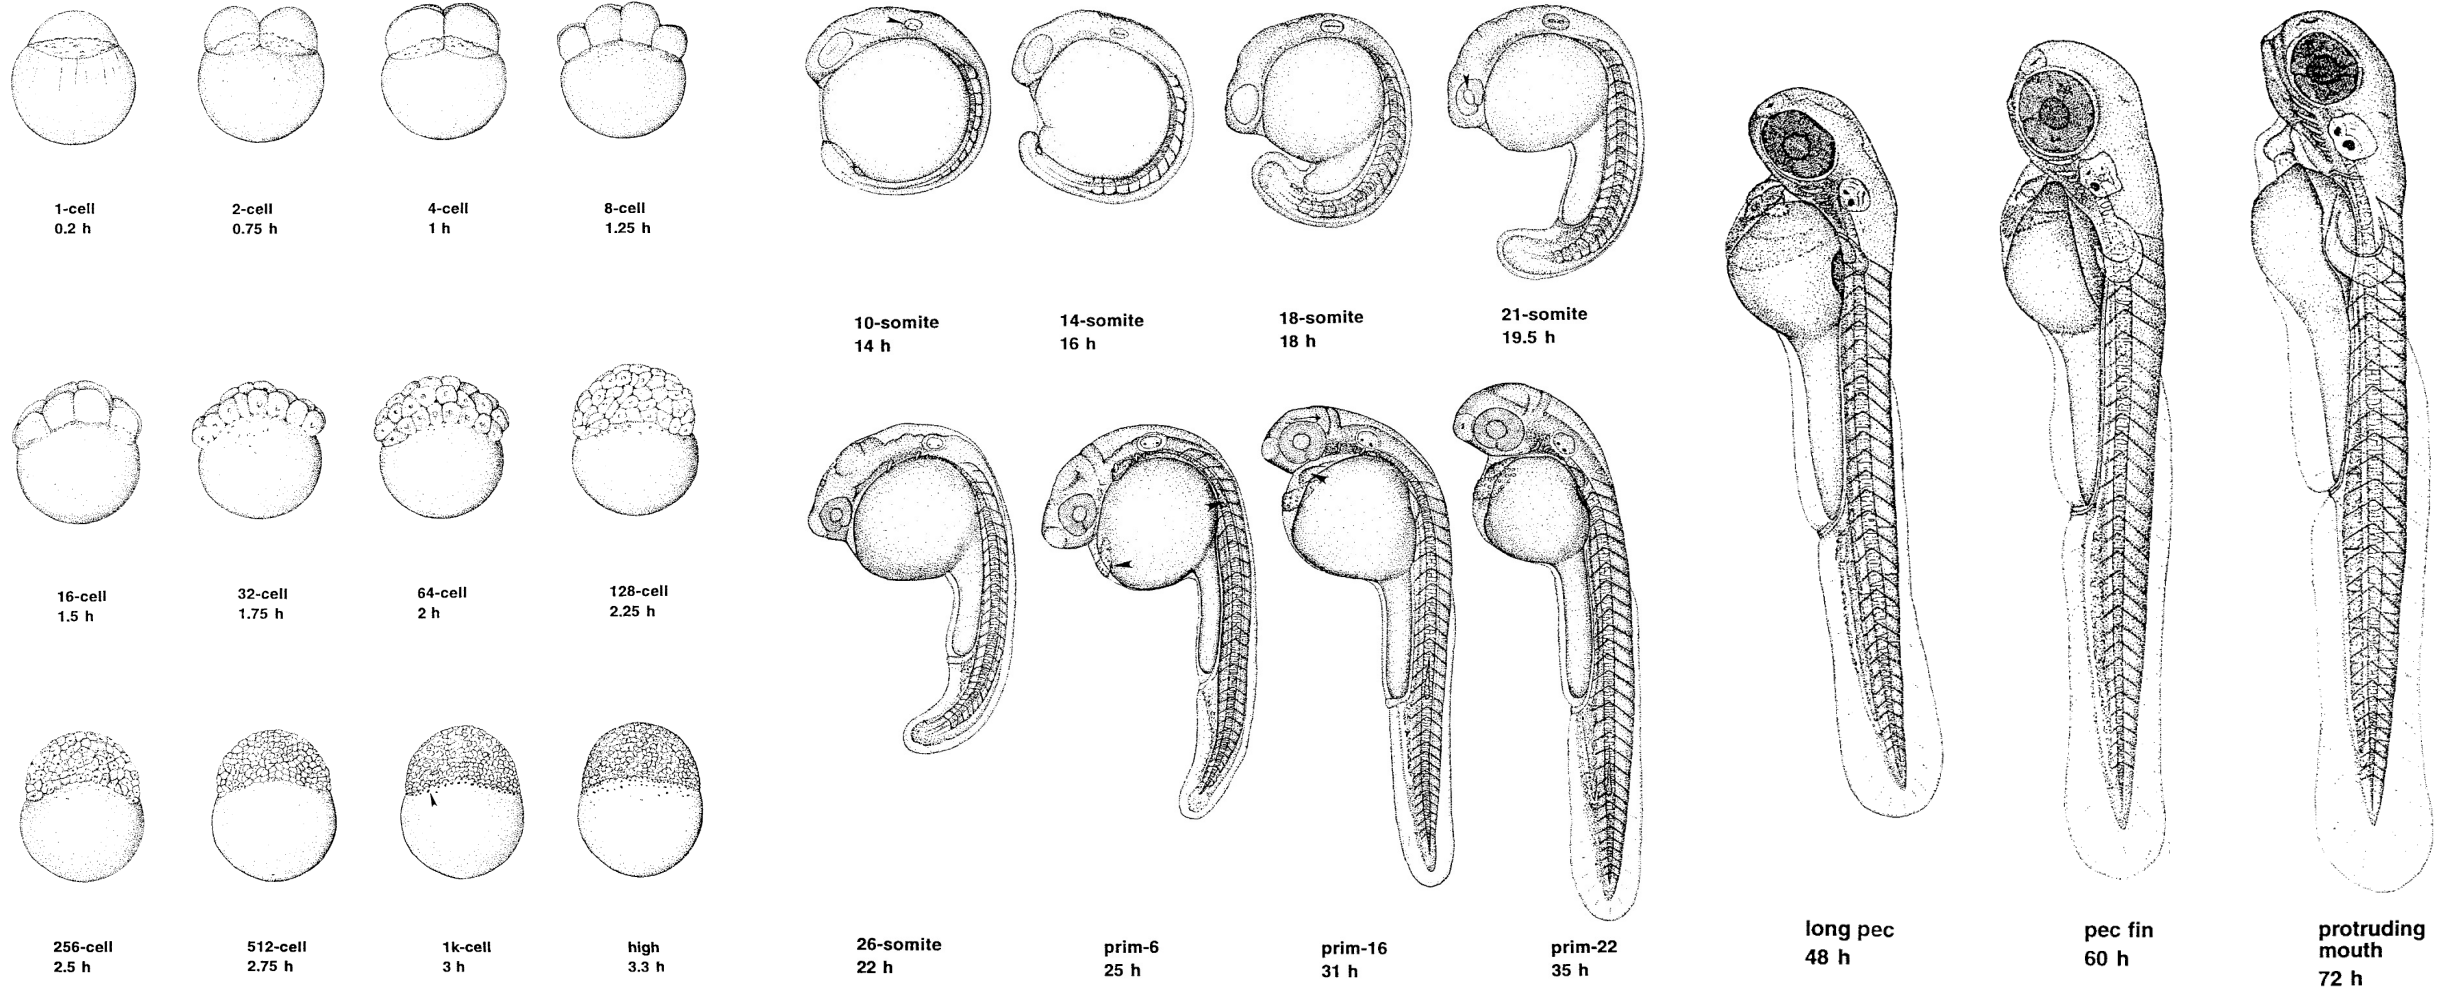 1-cell
0.2 h
2-cell
0.75 h
4-cell
1 h
8-cell
1.25 h
16-cell
1.5 h
32-cell
1.75 h
64-cell
2 h
128-cell
2.25 h
256-cell
2.5 h
512-cell
2.75 h
1k-cell
3 h
high
3.3 h
10-somite
14 h
14-somite
16 h
18-somite
18 h
21-somite
19.5 h
26-somite
22 h
prim-6
25 h
prim-16
31 h
prim-22
35 h
long pec
48 h
pec fin
60 h
protruding
mouth
72 h